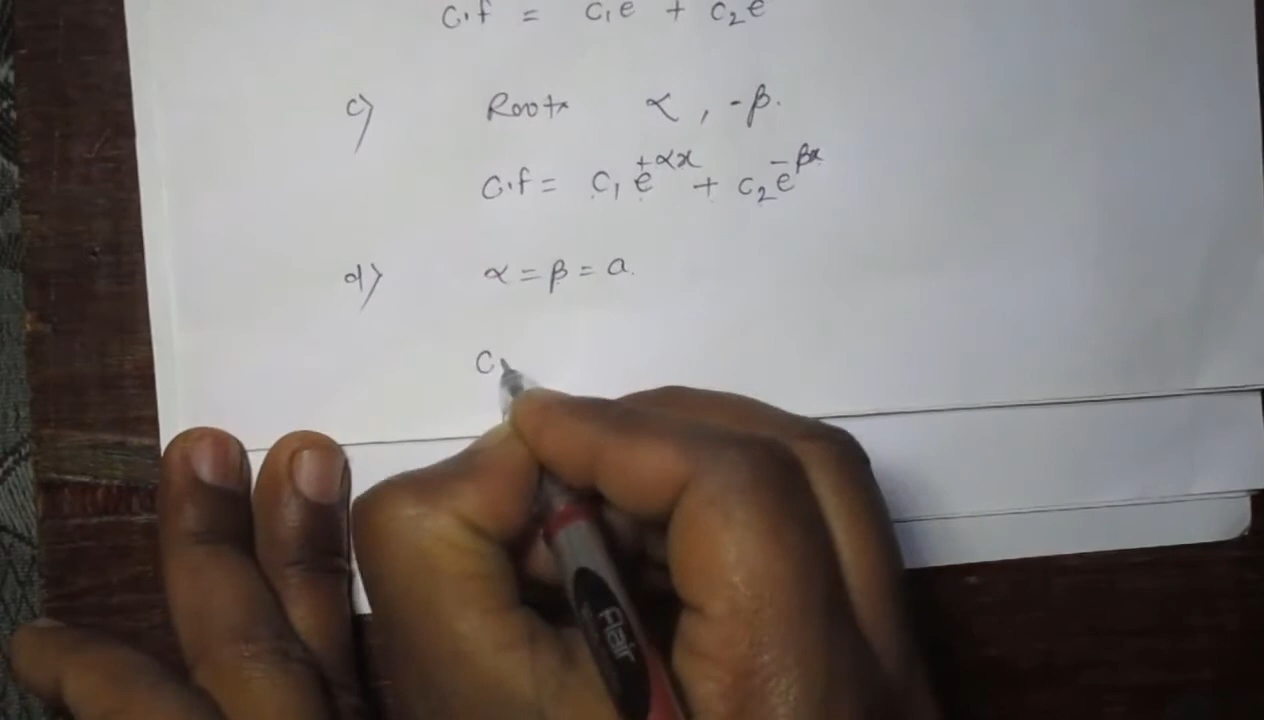 C.f = C₁e + C₂e
c) Roots α , -β.
C.f = C₁e^{+αx} + C₂e^{-βx}
d) α = β = a.
C
Flair